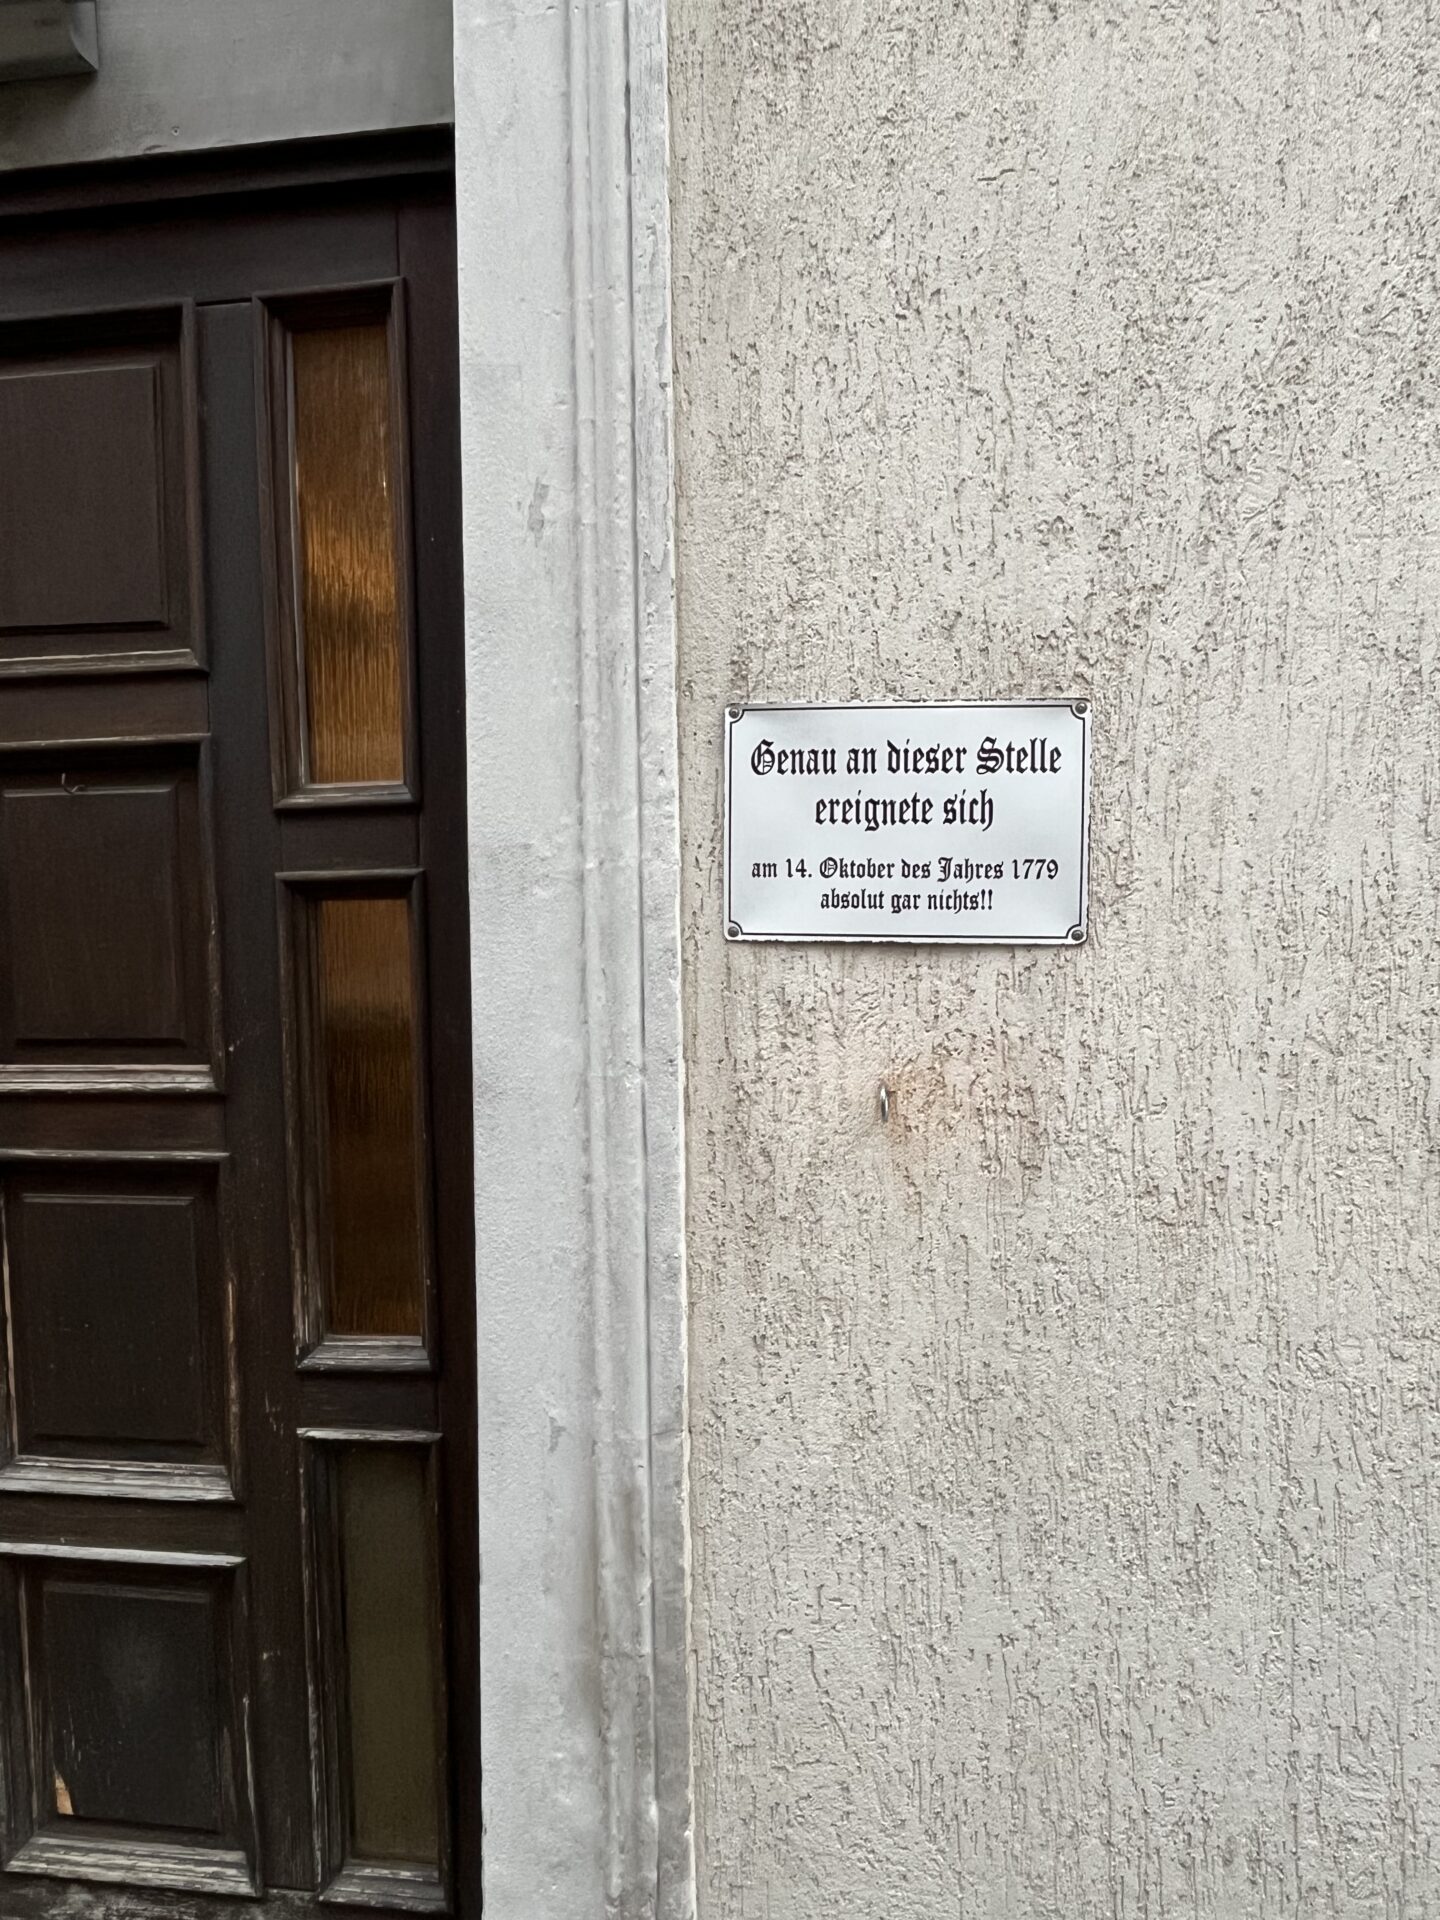 Genau an dieser Stelle
ereignete sich
am 14. Oktober des Jahres 1779
absolut gar nichts!!